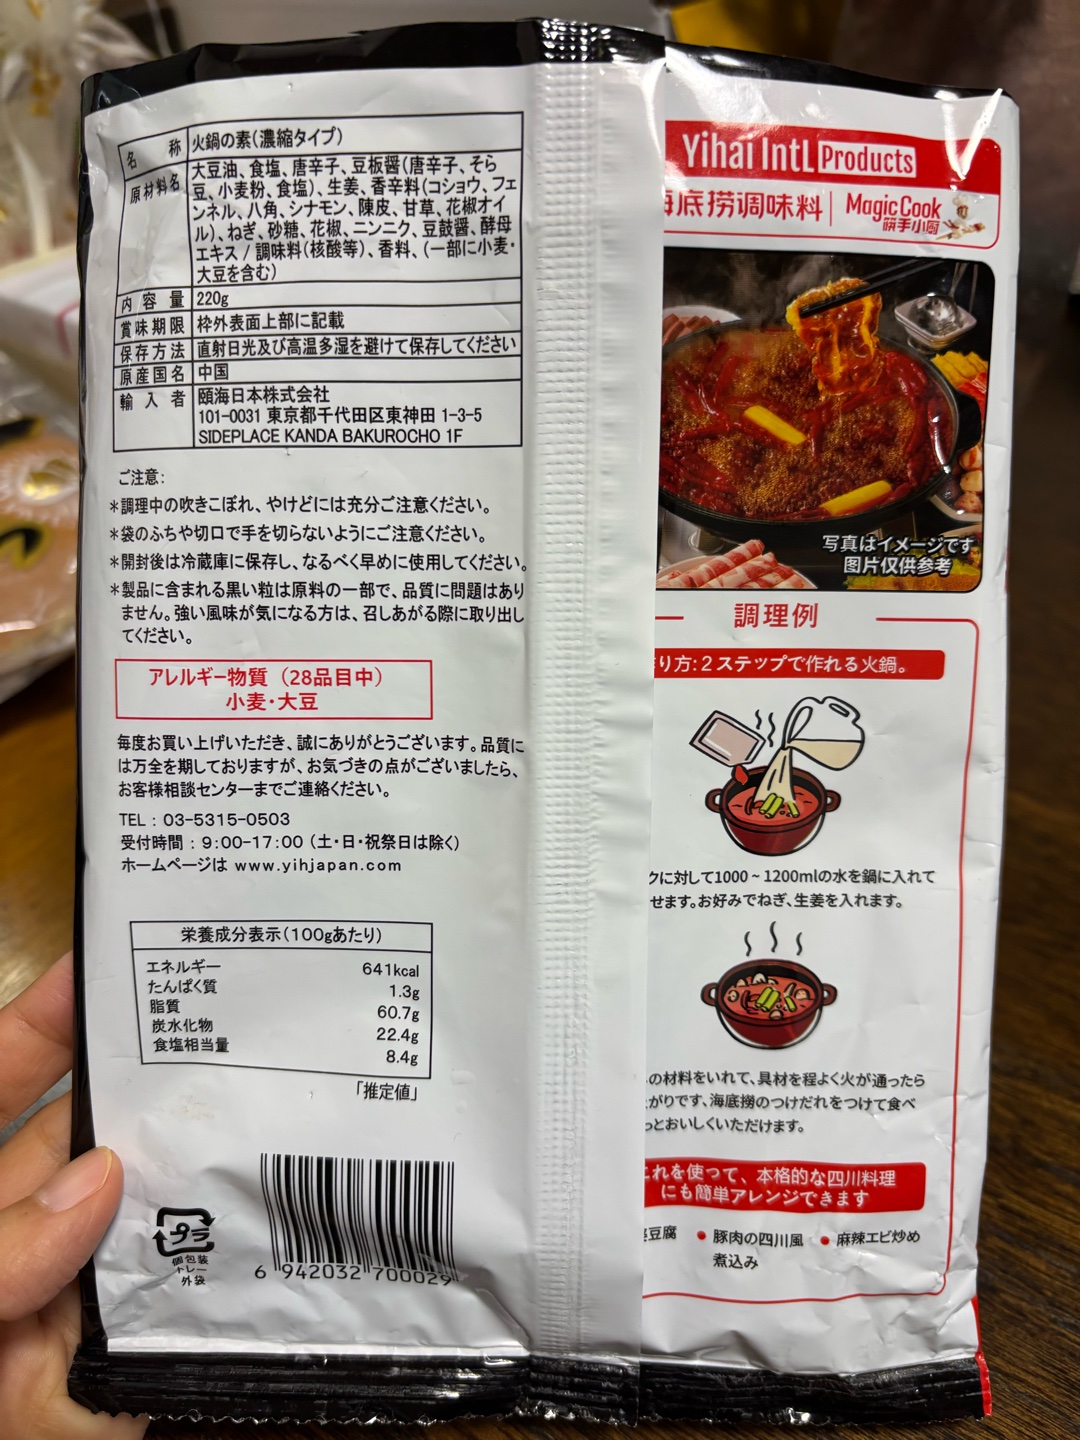 名 称 火鍋の素(濃縮タイプ)
原材料名 大豆油、食塩、唐辛子、豆板醤(唐辛子、そら
豆、小麦粉、食塩)、生姜、香辛料(コショウ、フェ
ンネル、八角、シナモン、陳皮、甘草、花椒オイ
ル)、ねぎ、砂糖、花椒、ニンニク、豆鼓醤、酵母
エキス / 調味料(核酸等)、香料、(一部に小麦・
大豆を含む)
内 容 量 220g
賞味期限 枠外表面上部に記載
保存方法 直射日光及び高温多湿を避けて保存してください
原産国名 中国
輸 入 者 頤海日本株式会社
101-0031 東京都千代田区東神田 1-3-5
SIDEPLACE KANDA BAKUROCHO 1F
ご注意:
*調理中の吹きこぼれ、やけどには充分ご注意ください。
*袋のふちや切口で手を切らないようにご注意ください。
*開封後は冷蔵庫に保存し、なるべく早めに使用してください。
*製品に含まれる黒い粒は原料の一部で、品質に問題はあり
ません。強い風味が気になる方は、召しあがる際に取り出し
てください。
アレルギー物質(28品目中)
小麦・大豆
毎度お買い上げいただき、誠にありがとうございます。品質に
は万全を期しておりますが、お気づきの点がございましたら、
お客様相談センターまでご連絡ください。
TEL : 03-5315-0503
受付時間 : 9:00-17:00 (土・日・祝祭日は除く)
ホームページは www.yihjapan.com
栄養成分表示(100gあたり)
エネルギー 641kcal
たんぱく質 1.3g
脂質 60.7g
炭水化物 22.4g
食塩相当量 8.4g
「推定値」
プラ
個包装
トレー
外袋
6 942032 700029
Yihai IntL Products
底捞调味料 Magic Cook
筷手小厨
写真はイメージです
图片仅供参考
調理例
り方:2ステップで作れる火鍋。
クに対して1000 ~ 1200mlの水を鍋に入れて
せます。お好みでねぎ、生姜を入れます。
の材料をいれて、具材を程よく火が通ったら
がりです、海底撈のつけだれをつけて食べ
っとおいしくいただけます。
これを使つて、本格的な四川料理
にも簡単アレンジできます
豆腐 ● 豚肉の四川風 ● 麻辣エビ炒め
煮込み